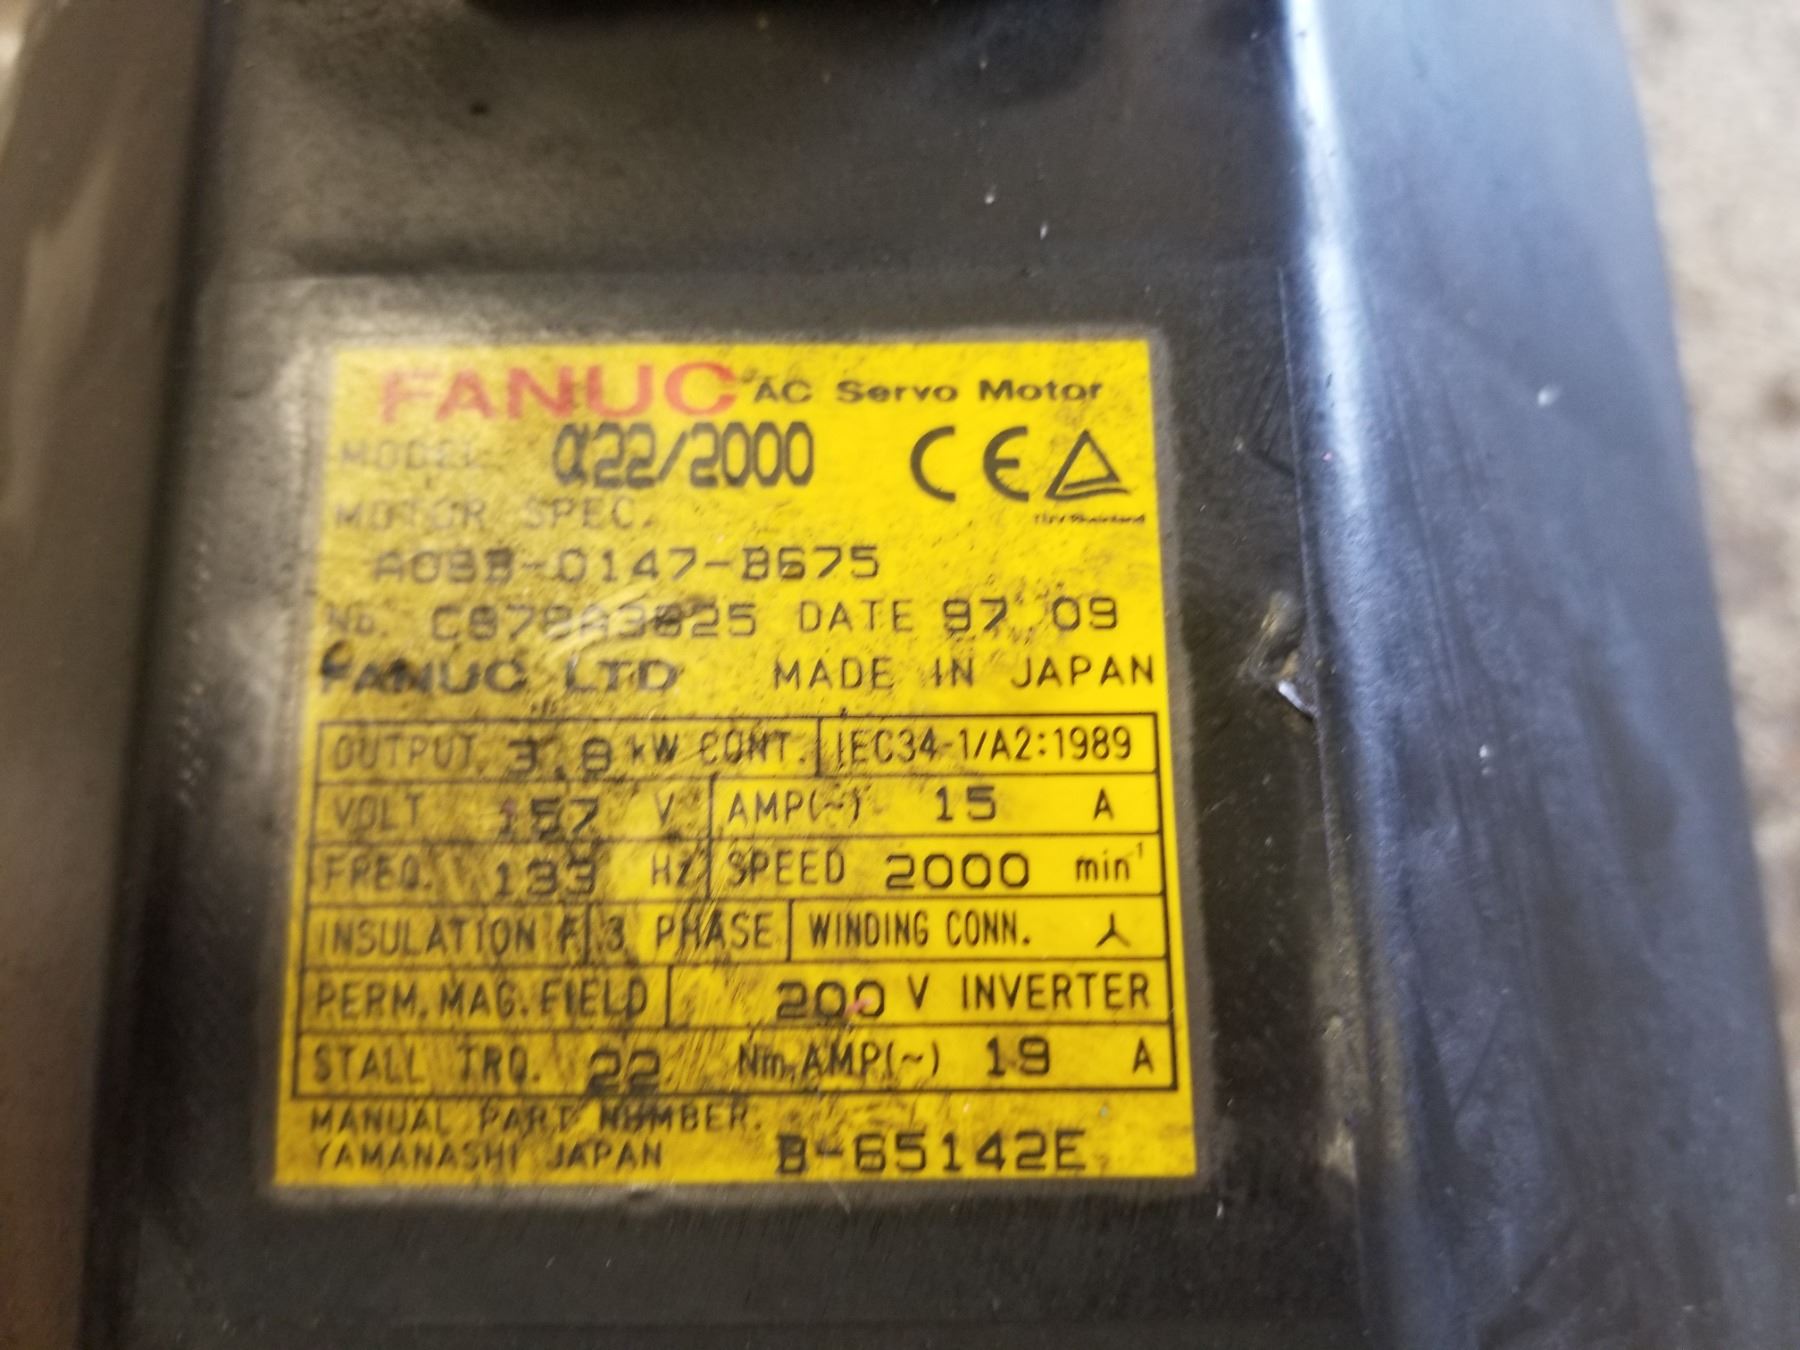 FANUC AC Servo Motor
MODEL α22/2000 CE
TÜV Rheinland
MOTOR SPEC.
A06B-0147-B675
No. DATE 97 09
FANUC LTD MADE IN JAPAN
OUTPUT 3.8 kW CONT. IEC34-1/A2:1989
VOLT 157 V AMP(~) 15 A
FREQ. 133 Hz SPEED 2000 min⁻¹
INSULATION F 3 PHASE WINDING CONN. ⅄
PERM. MAG. FIELD 200 V INVERTER
STALL TRQ. 22 Nm, AMP(~) 19 A
MANUAL PART NUMBER.
YAMANASHI JAPAN B-65142E